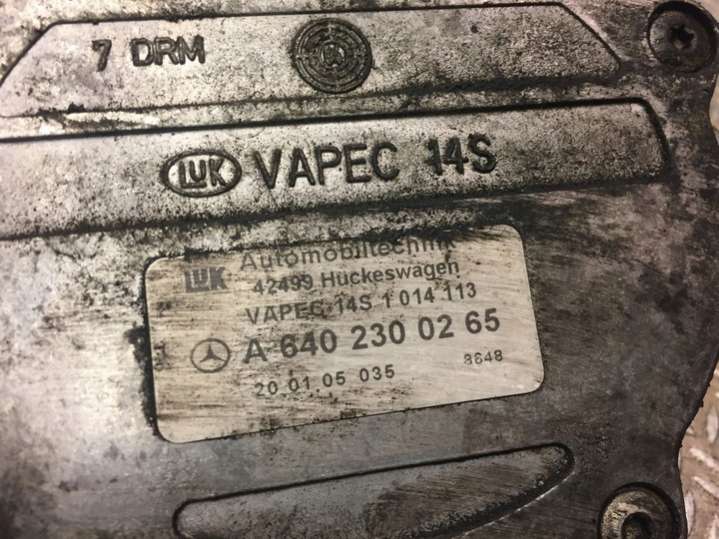 7 DRM
LUK VAPEC 14S
LUK Automobiltechnik
42499 Hückeswagen
VAPEC 14S 1 014 113
A 640 230 02 65
20 01 05 035 8648